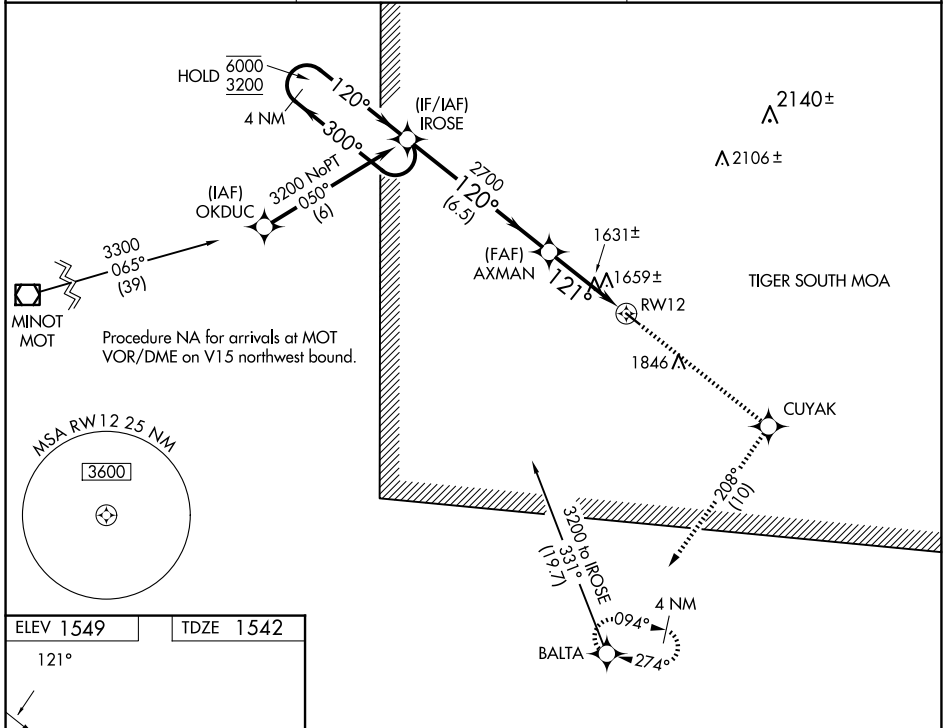 HOLD
6000
3200
4 NM
120°
300°
(IF/IAF)
IROSE
3200 NoPT
050°
(6)
(IAF)
OKDUC
3300
065°
(39)
MINOT
MOT
Procedure NA for arrivals at MOT
VOR/DME on V15 northwest bound.
2700
120°
(6.5)
(FAF)
AXMAN
121°
1631±
1659±
RW12
2140±
2106±
TIGER SOUTH MOA
1846
CUYAK
208°
(10)
MSA RW12 25 NM
3600
3200 to IROSE
331°
(19.7)
4 NM
094°
274°
BALTA
ELEV 1549
TDZE 1542
121°